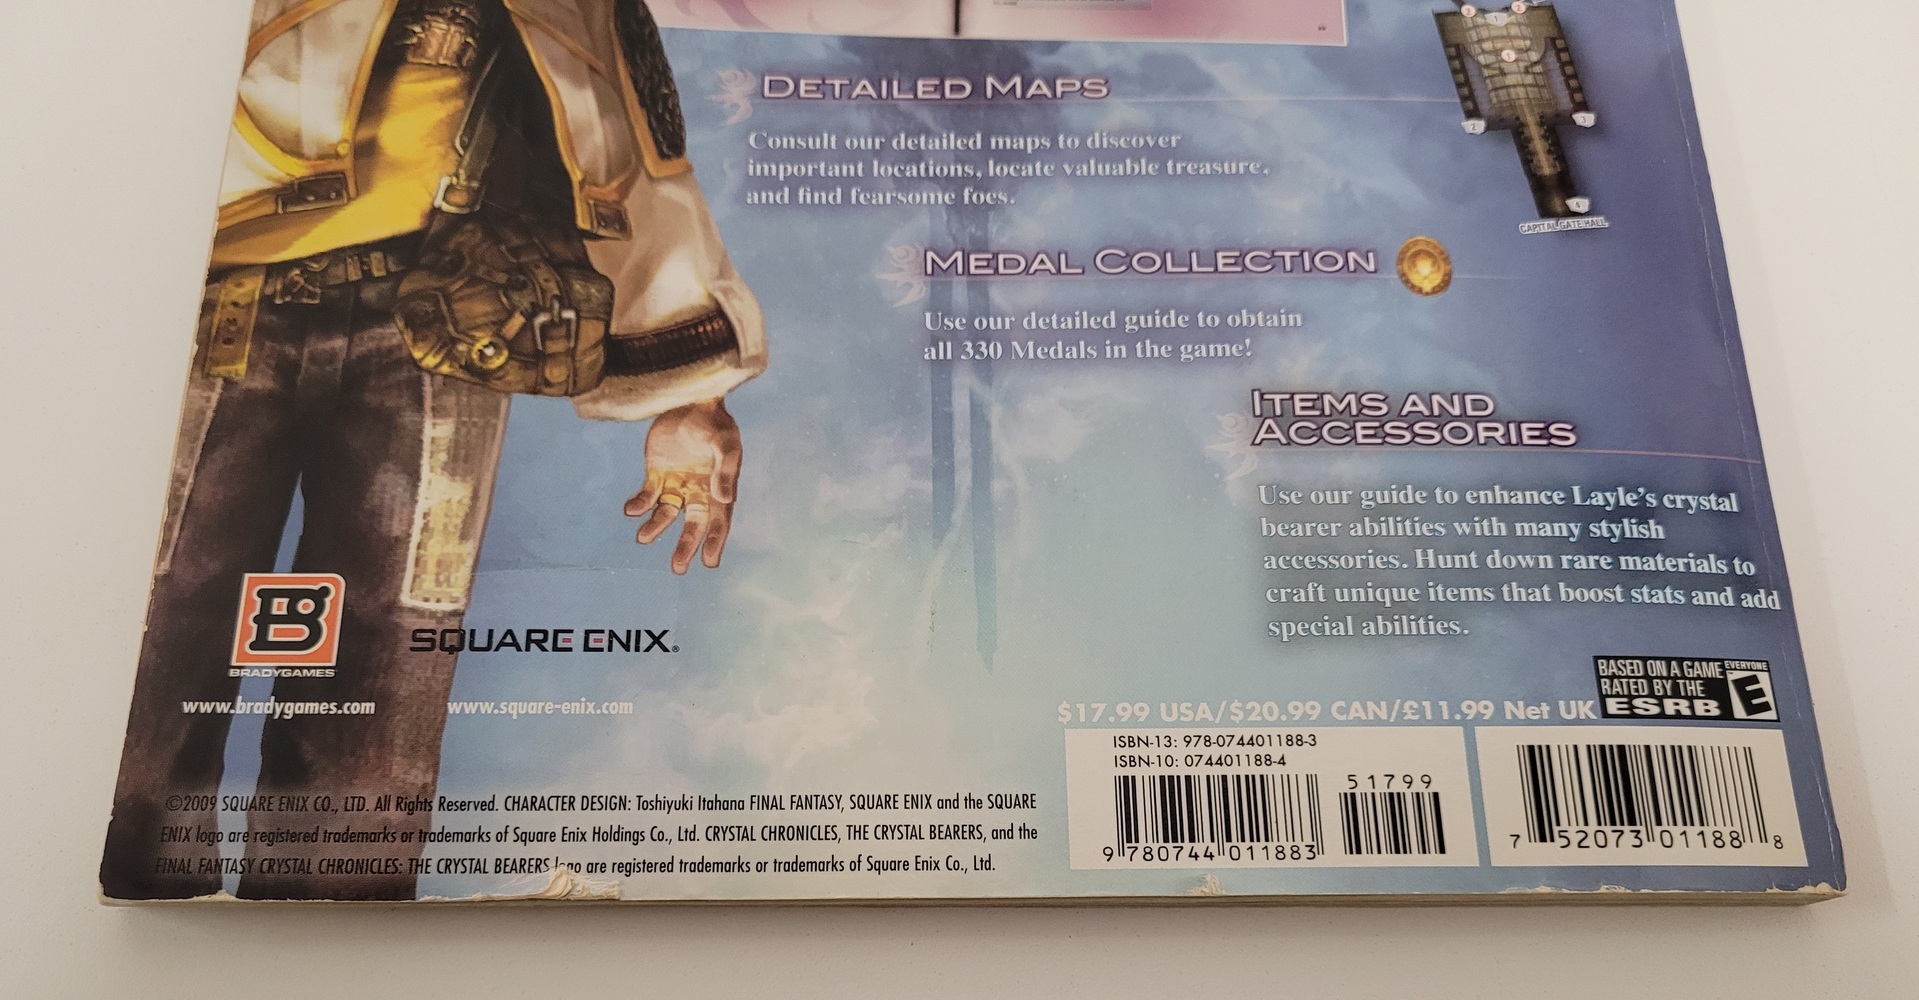 DETAILED MAPS
Consult our detailed maps to discover
important locations, locate valuable treasure,
and find fearsome foes.
CAPITAL GATE HALL
MEDAL COLLECTION
Use our detailed guide to obtain
all 330 Medals in the game!
ITEMS AND
ACCESSORIES
Use our guide to enhance Layle's crystal
bearer abilities with many stylish
accessories. Hunt down rare materials to
craft unique items that boost stats and add
special abilities.
B
BRADYGAMES
SQUARE ENIX®
www.bradygames.com
www.square-enix.com
BASED ON A GAME
RATED BY THE
ESRB
EVERYONE
E
$17.99 USA/$20.99 CAN/£11.99 Net UK
ISBN-13: 978-074401188-3
ISBN-10: 074401188-4
51799
9 780744 011883
7 52073 01188 8
©2009 SQUARE ENIX CO., LTD. All Rights Reserved. CHARACTER DESIGN: Toshiyuki Itahana FINAL FANTASY, SQUARE ENIX and the SQUARE
ENIX logo are registered trademarks or trademarks of Square Enix Holdings Co., Ltd. CRYSTAL CHRONICLES, THE CRYSTAL BEARERS, and the
FINAL FANTASY CRYSTAL CHRONICLES: THE CRYSTAL BEARERS logo are registered trademarks or trademarks of Square Enix Co., Ltd.